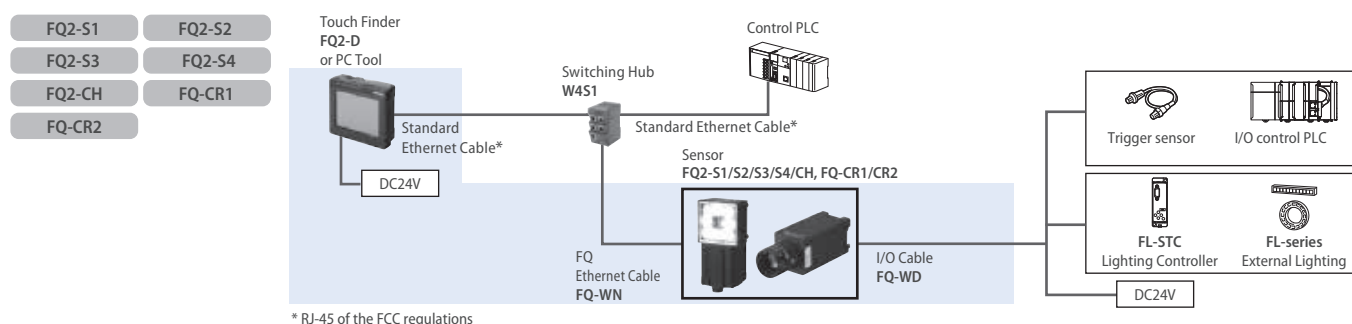 FQ2-S1
FQ2-S2
FQ2-S3
FQ2-S4
FQ2-CH
FQ-CR1
FQ-CR2
Touch Finder
FQ2-D
or PC Tool
Standard
Ethernet Cable*
DC24V
Switching Hub
W4S1
Control PLC
Standard Ethernet Cable*
Sensor
FQ2-S1/S2/S3/S4/CH, FQ-CR1/CR2
FQ
Ethernet Cable
FQ-WN
I/O Cable
FQ-WD
Trigger sensor
I/O control PLC
FL-STC
Lighting Controller
FL-series
External Lighting
DC24V
* RJ-45 of the FCC regulations